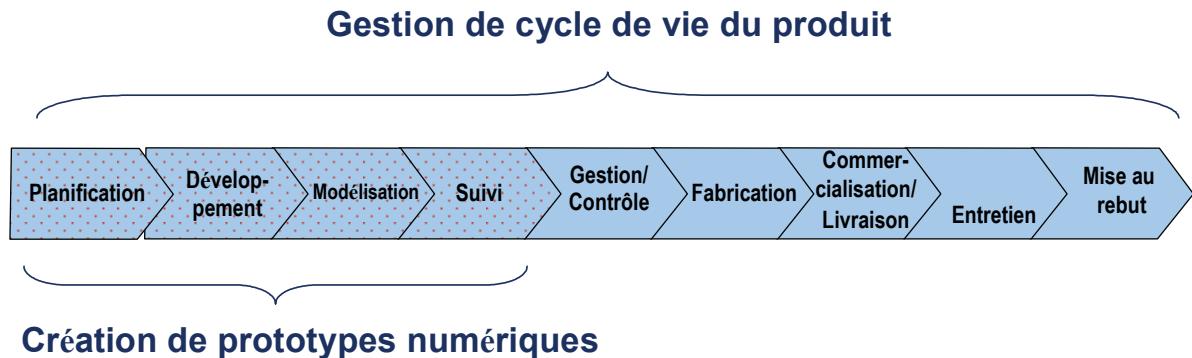 Gestion de cycle de vie du produit
Planification
Dévelop-
pement
Modélisation
Suivi
Gestion/
Contrôle
Fabrication
Commer-
cialisation/
Livraison
Entretien
Mise au
rebut
Création de prototypes numériques